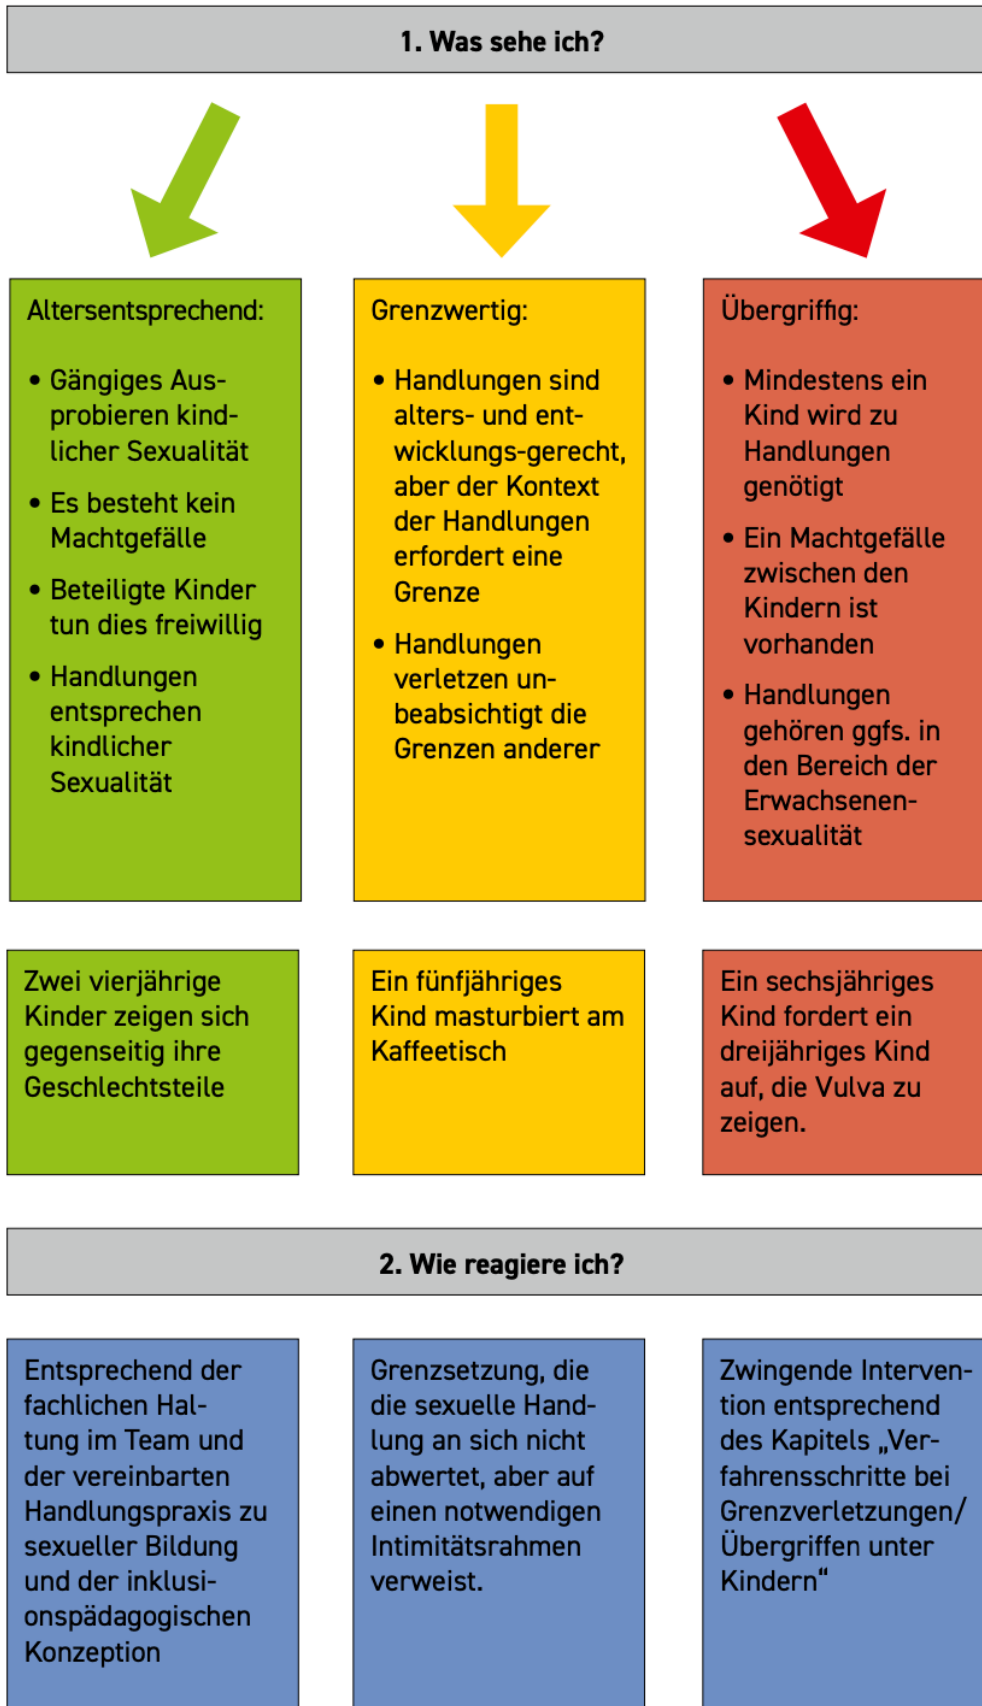 1. Was sehe ich?
Altersentsprechend:
• Gängiges Aus-
probieren kind-
licher Sexualität
• Es besteht kein
Machtgefälle
• Beteiligte Kinder
tun dies freiwillig
• Handlungen
entsprechen
kindlicher
Sexualität
Grenzwertig:
• Handlungen sind
alters- und ent-
wicklungs-gerecht,
aber der Kontext
der Handlungen
erfordert eine
Grenze
• Handlungen
verletzen un-
beabsichtigt die
Grenzen anderer
Übergriffig:
• Mindestens ein
Kind wird zu
Handlungen
genötigt
• Ein Machtgefälle
zwischen den
Kindern ist
vorhanden
• Handlungen
gehören ggfs. in
den Bereich der
Erwachsenen-
sexualität
Zwei vierjährige
Kinder zeigen sich
gegenseitig ihre
Geschlechtsteile
Ein fünfjähriges
Kind masturbiert am
Kaffeetisch
Ein sechsjähriges
Kind fordert ein
dreijähriges Kind
auf, die Vulva zu
zeigen.
2. Wie reagiere ich?
Entsprechend der
fachlichen Hal-
tung im Team und
der vereinbarten
Handlungspraxis zu
sexueller Bildung
und der inklusi-
onspädagogischen
Konzeption
Grenzsetzung, die
die sexuelle Hand-
lung an sich nicht
abwertet, aber auf
einen notwendigen
Intimitätsrahmen
verweist.
Zwingende Interven-
tion entsprechend
des Kapitels „Ver-
fahrensschritte bei
Grenzverletzungen/
Übergriffen unter
Kindern“